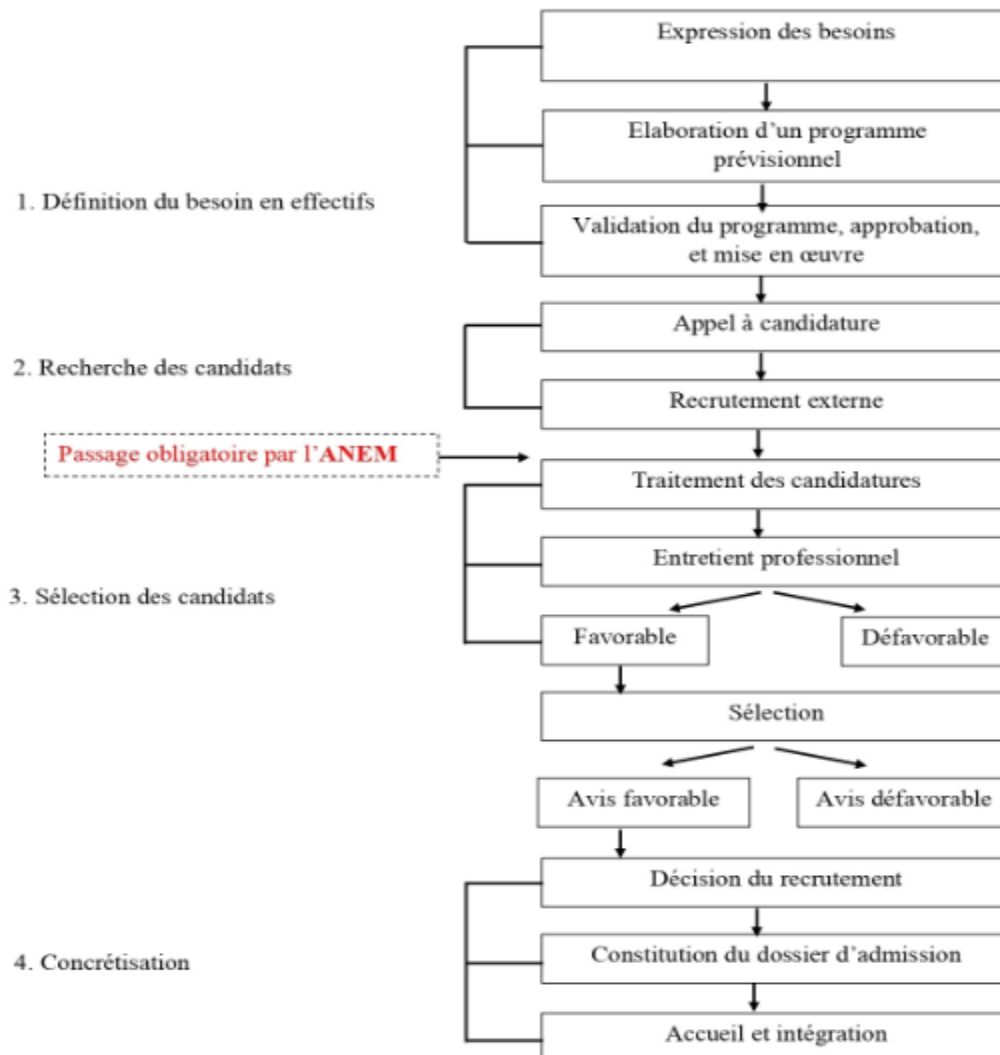 Expression des besoins
Elaboration d'un programme
prévisionnel
1. Définition du besoin en effectifs
Validation du programme, approbation,
et mise en œuvre
Appel à candidature
2. Recherche des candidats
Recrutement externe
Passage obligatoire par l'ANEM
Traitement des candidatures
Entretient professionnel
3. Sélection des candidats
Favorable
Défavorable
Sélection
Avis favorable
Avis défavorable
Décision du recrutement
4. Concrétisation
Constitution du dossier d'admission
Accueil et intégration